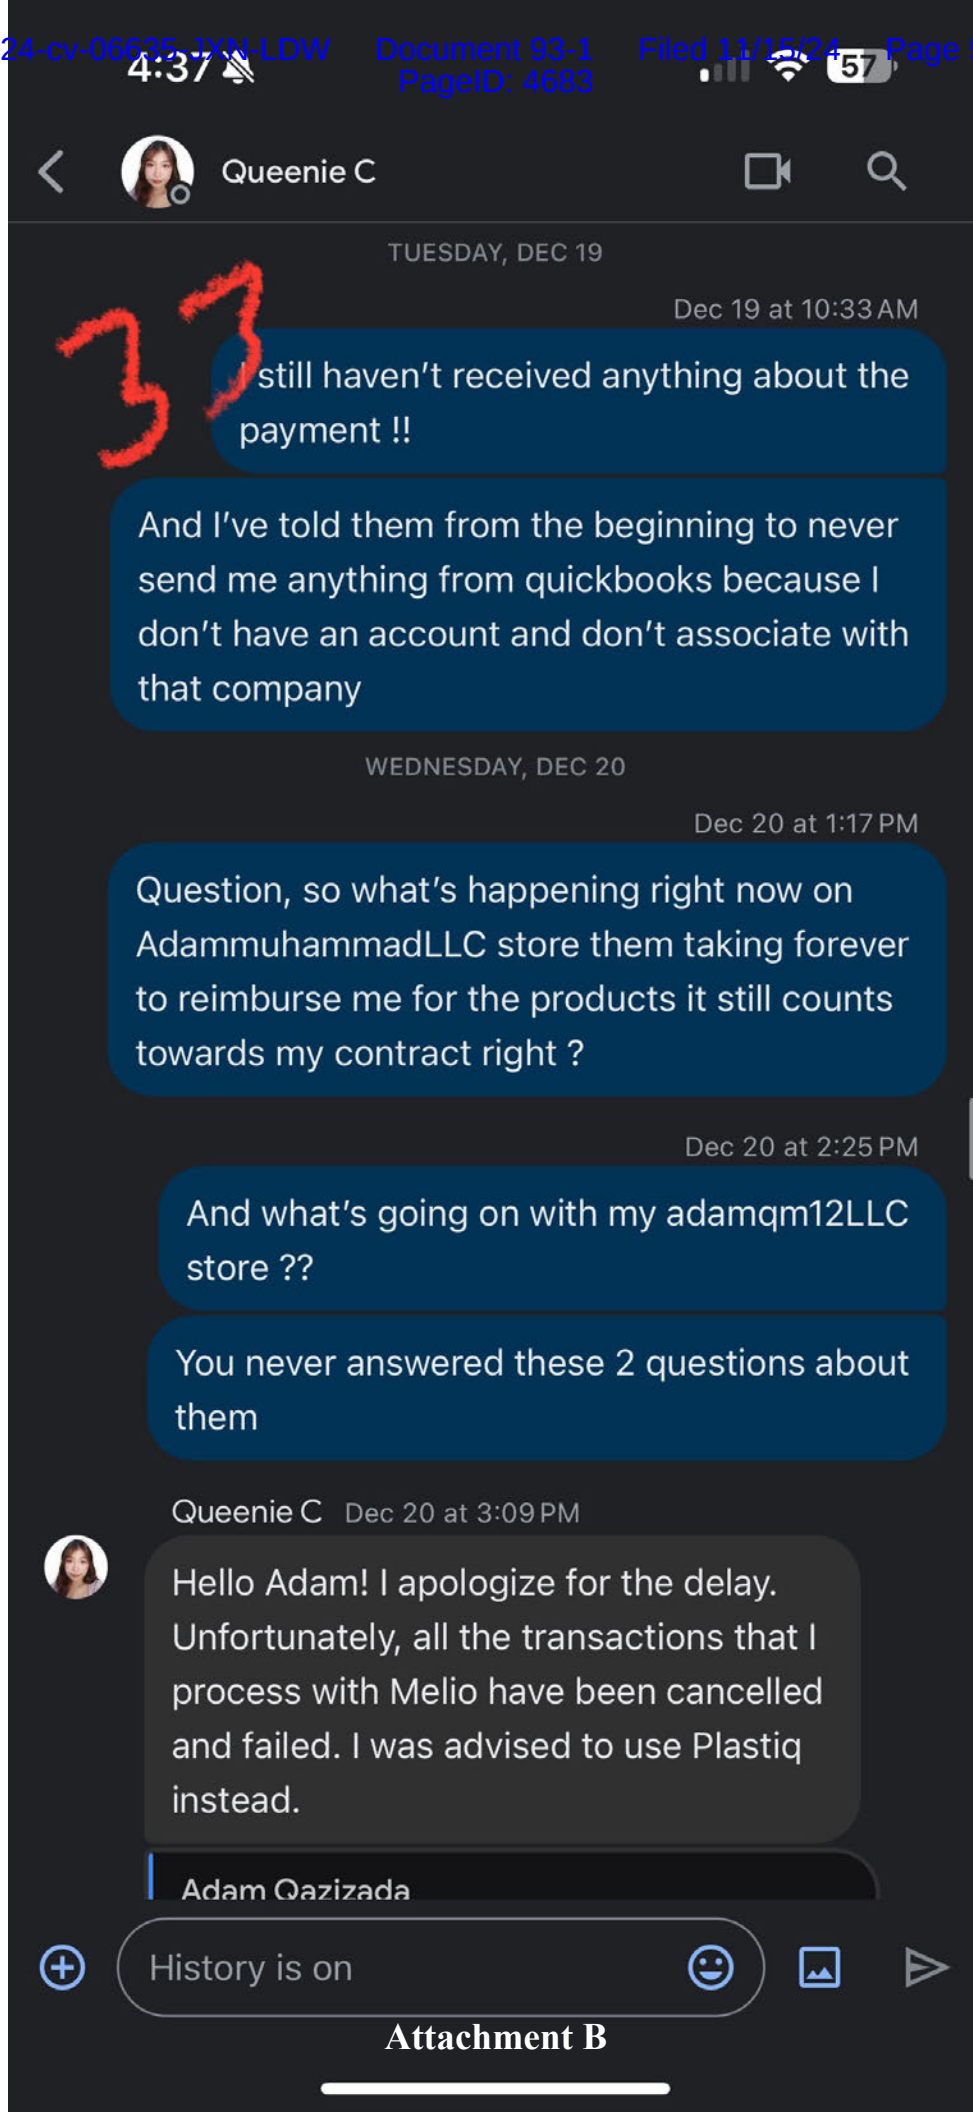 24-cv-06635-JXN-LDW Document 93-1 Filed 11/15/24 Page
PageID: 4683
4:37
57
Queenie C
TUESDAY, DEC 19
33
Dec 19 at 10:33 AM
I still haven't received anything about the
payment !!
And I've told them from the beginning to never
send me anything from quickbooks because I
don't have an account and don't associate with
that company
WEDNESDAY, DEC 20
Dec 20 at 1:17 PM
Question, so what's happening right now on
AdammuhammadLLC store them taking forever
to reimburse me for the products it still counts
towards my contract right ?
Dec 20 at 2:25 PM
And what's going on with my adamqm12LLC
store ??
You never answered these 2 questions about
them
Queenie C Dec 20 at 3:09 PM
Hello Adam! I apologize for the delay.
Unfortunately, all the transactions that I
process with Melio have been cancelled
and failed. I was advised to use Plastiq
instead.
Adam Qazizada
History is on
Attachment B